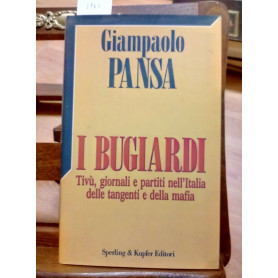 Giampaolo
PANSA
I BUGIARDI
Tivù, giornali e partiti nell'Italia
delle tangenti e della mafia
Sperling & Kupfer Editori